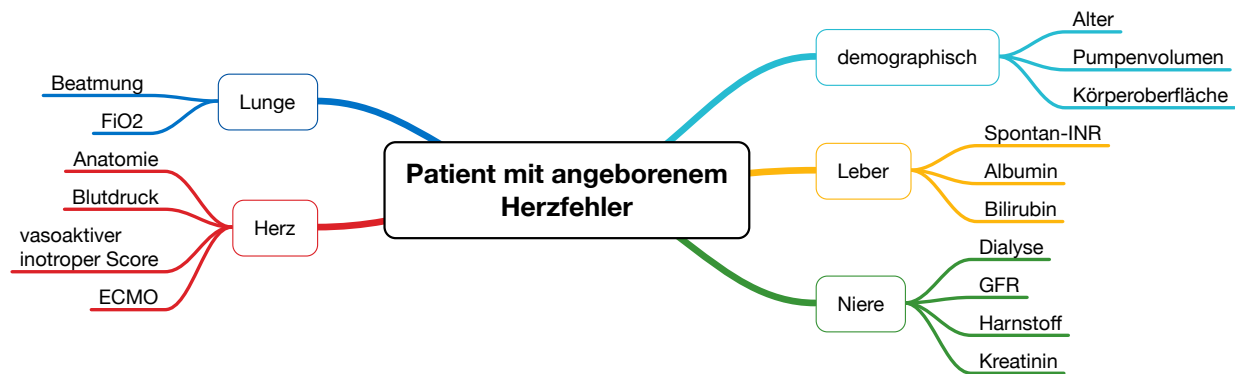 Patient mit angeborenem
Herzfehler
Lunge
Beatmung
FiO2
Herz
Anatomie
Blutdruck
vasoaktiver
inotroper Score
ECMO
demographisch
Alter
Pumpenvolumen
Körperoberfläche
Leber
Spontan-INR
Albumin
Bilirubin
Niere
Dialyse
GFR
Harnstoff
Kreatinin